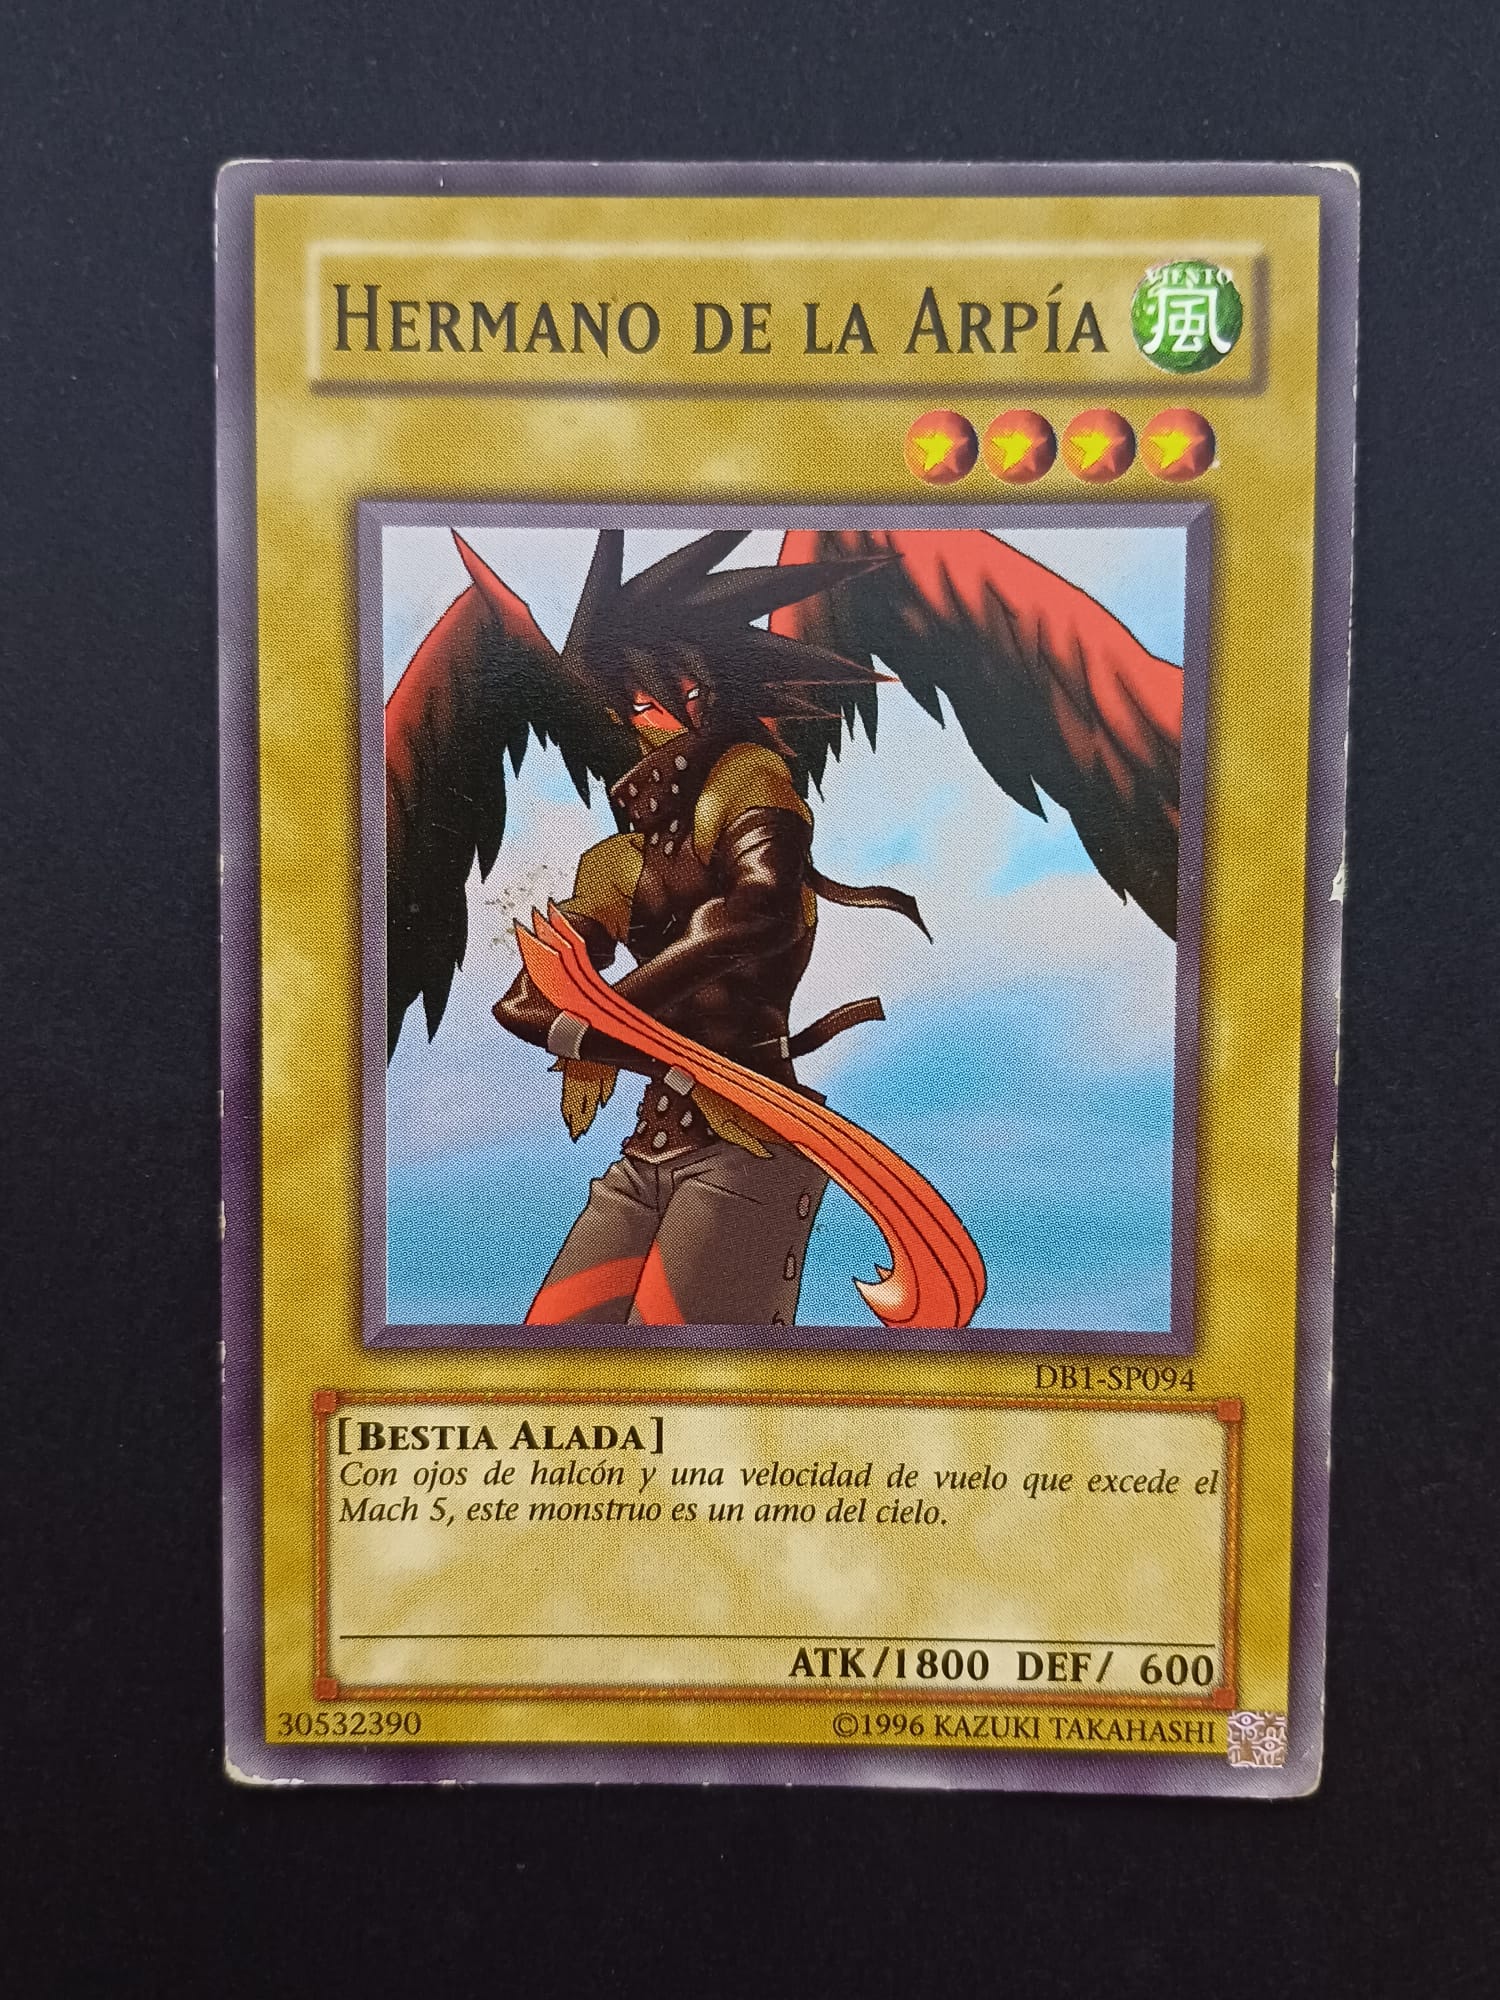 Hermano de la Arpía
VIENTO
風
DB1-SP094
[Bestia Alada]
Con ojos de halcón y una velocidad de vuelo que excede el
Mach 5, este monstruo es un amo del cielo.
ATK/1800 DEF/ 600
30532390 ©1996 KAZUKI TAKAHASHI